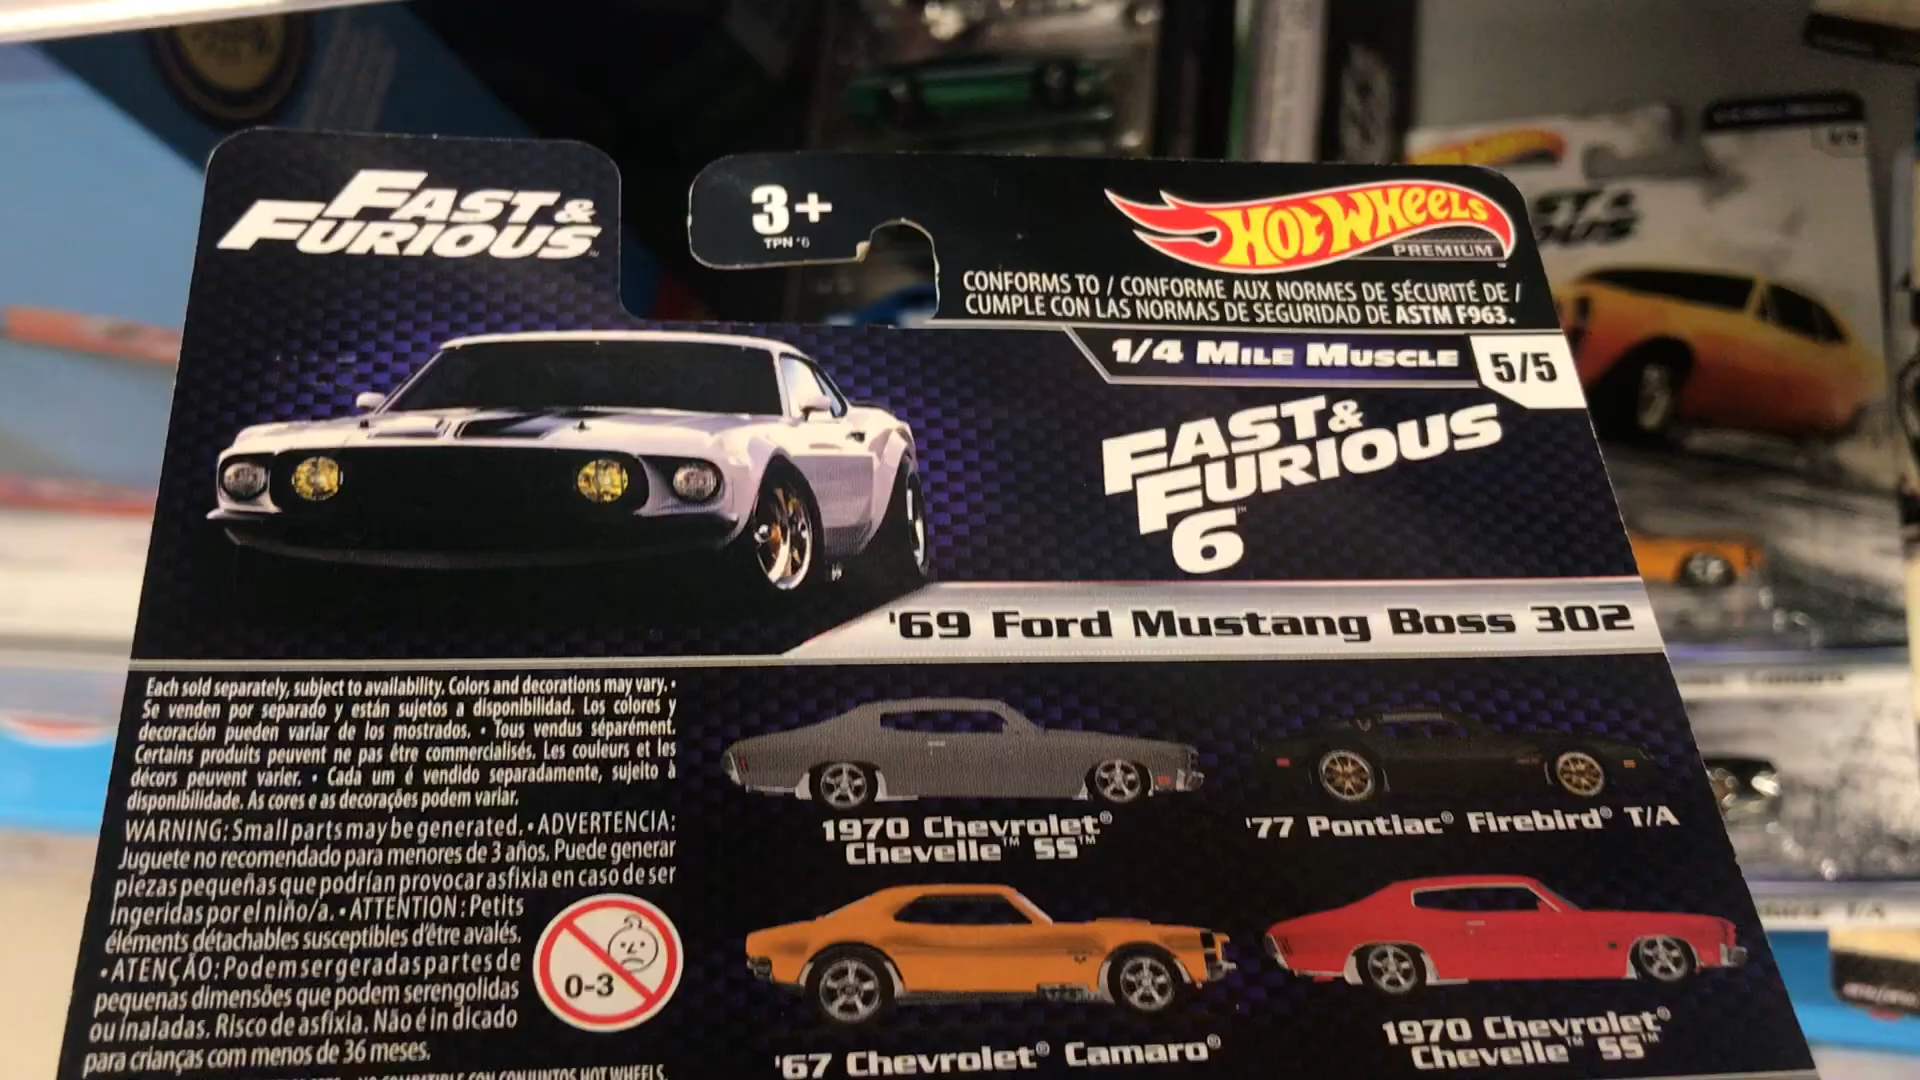 FAST &
FURIOUS
3+
TPN
HOT WHEELS
PREMIUM
CONFORMS TO / CONFORME AUX NORMES DE SÉCURITÉ DE /
CUMPLE CON LAS NORMAS DE SEGURIDAD DE ASTM F963.
1/4 MILE MUSCLE
5/5
FAST &
FURIOUS
6
'69 Ford Mustang Boss 302
Each sold separately, subject to availability. Colors and decorations may vary. •
Se venden por separado y están sujetos a disponibilidad. Los colores y
decoración pueden variar de los mostrados. • Tous vendus séparément.
Certains produits peuvent ne pas être commercialisés. Les couleurs et les
décors peuvent varier. • Cada um é vendido separadamente, sujeito à
disponibilidade. As cores e as decorações podem variar.
WARNING: Small parts may be generated. • ADVERTENCIA:
Juguete no recomendado para menores de 3 años. Puede generar
piezas pequeñas que podrían provocar asfixia en caso de ser
ingeridas por el niño/a. • ATTENTION : Petits
éléments détachables susceptibles d'être avalés.
• ATENÇÃO: Podem ser geradas partes de
pequenas dimensões que podem ser engolidas
ou inaladas. Risco de asfixia. Não é indicado
para crianças com menos de 36 meses.
NO COMPATIBLE CON CONJUNTOS HOT WHEELS.
0-3
1970 Chevrolet®
Chevelle™ SS™
'77 Pontiac® Firebird® T/A
'67 Chevrolet® Camaro®
1970 Chevrolet®
Chevelle™ SS™